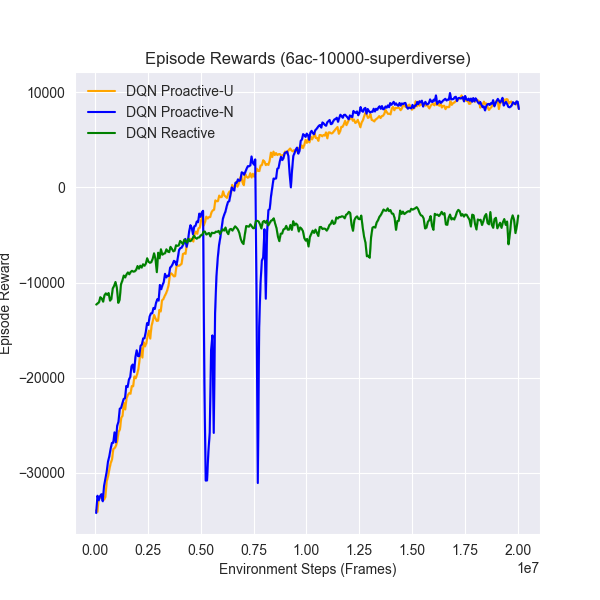 Episode Rewards (6ac-10000-superdiverse)
DQN Proactive-U
DQN Proactive-N
DQN Reactive
10000
0
−10000
−20000
−30000
Episode Reward
0.00 0.25 0.5 0.75 1.00 1.25 1.5 1.75 2.00
1e7
Environment Steps (Frames)